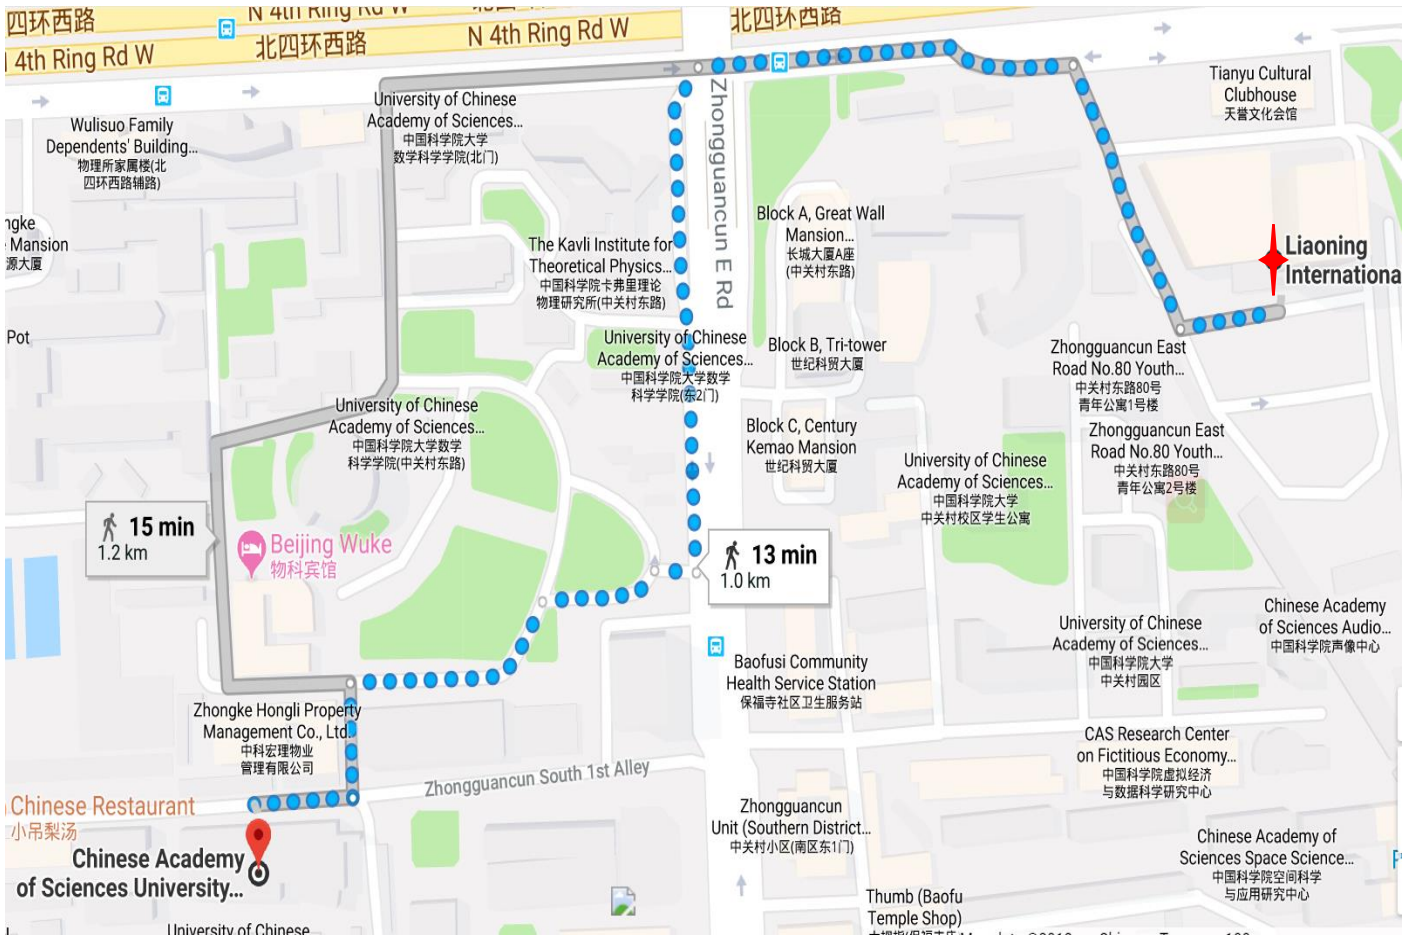 四环西路
N 4th Ring Rd W
北四环西路
4th Ring Rd W
北四环西路
N 4th Ring Rd W
Tianyu Cultural
Clubhouse
天誉文化会馆
University of Chinese
Academy of Sciences...
中国科学院大学
数学科学学院(北门)
Wulisuo Family
Dependents' Building...
物理所家属楼(北
四环西路辅路)
Zhongguancun E Rd
Mansion
源大厦
The Kavli Institute for
Theoretical Physics...
中国科学院卡弗里理论
物理研究所(中关村东路)
Block A, Great Wall
Mansion...
长城大厦A座
(中关村东路)
Liaoning
Internationa
Pot
University of Chinese
Academy of Sciences...
中国科学院大学数学
科学学院(东2门)
Block B, Tri-tower
世纪科贸大厦
Zhongguancun East
Road No.80 Youth...
中关村东路80号
青年公寓1号楼
University of Chinese
Academy of Sciences...
中国科学院大学数学
科学学院(中关村东路)
Block C, Century
Kemao Mansion
世纪科贸大厦
Zhongguancun East
Road No.80 Youth...
中关村东路80号
青年公寓2号楼
University of Chinese
Academy of Sciences...
中国科学院大学
中关村校区学生公寓
15 min
1.2 km
Beijing Wuke
物科宾馆
13 min
1.0 km
University of Chinese
Academy of Sciences...
中国科学院大学
中关村园区
Chinese Academy
of Sciences Audio...
中国科学院声像中心
Baofusi Community
Health Service Station
保福寺社区卫生服务站
Zhongke Hongli Property
Management Co., Ltd.
中科宏理物业
管理有限公司
CAS Research Center
on Fictitious Economy...
中国科学院虚拟经济
与数据科学研究中心
Zhongguancun South 1st Alley
Chinese Restaurant
小吊梨汤
Zhongguancun
Unit (Southern District...
中关村小区(南区东1门)
Chinese Academy
of Sciences University...
Chinese Academy of
Sciences Space Science...
中国科学院空间科学
与应用研究中心
Thumb (Baofu
Temple Shop)
University of Chinese